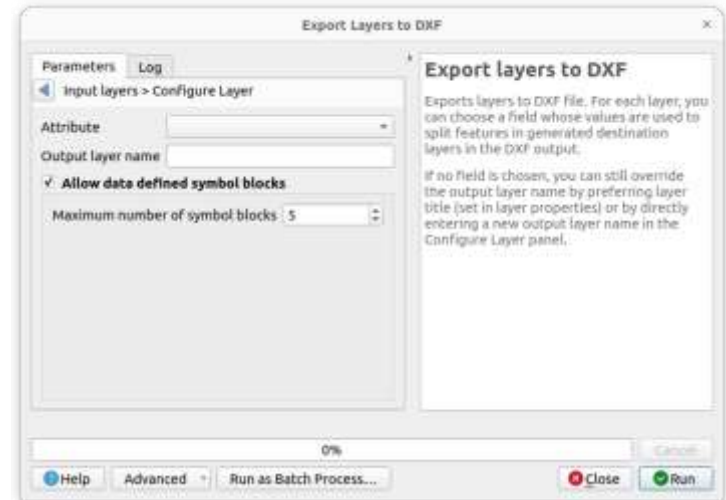 Export Layers to DXF
Parameters
Log
Input layers > Configure Layer
Attribute
Output layer name
Allow data defined symbol blocks
Maximum number of symbol blocks 5
Export layers to DXF
Exports layers to DXF file. For each layer, you
can choose a field whose values are used to
split features in generated destination
layers in the DXF output.
If no field is chosen, you can still override
the output layer name by preferring layer
title (set in layer properties) or by directly
entering a new output layer name in the
Configure Layer panel.
0%
Cancel
Help
Advanced
Run as Batch Process...
Close
Run